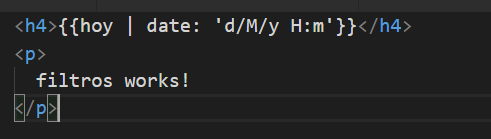 <h4>{{hoy | date: 'd/M/y H:m'}}</h4>
<p>
filtros works!
</p>